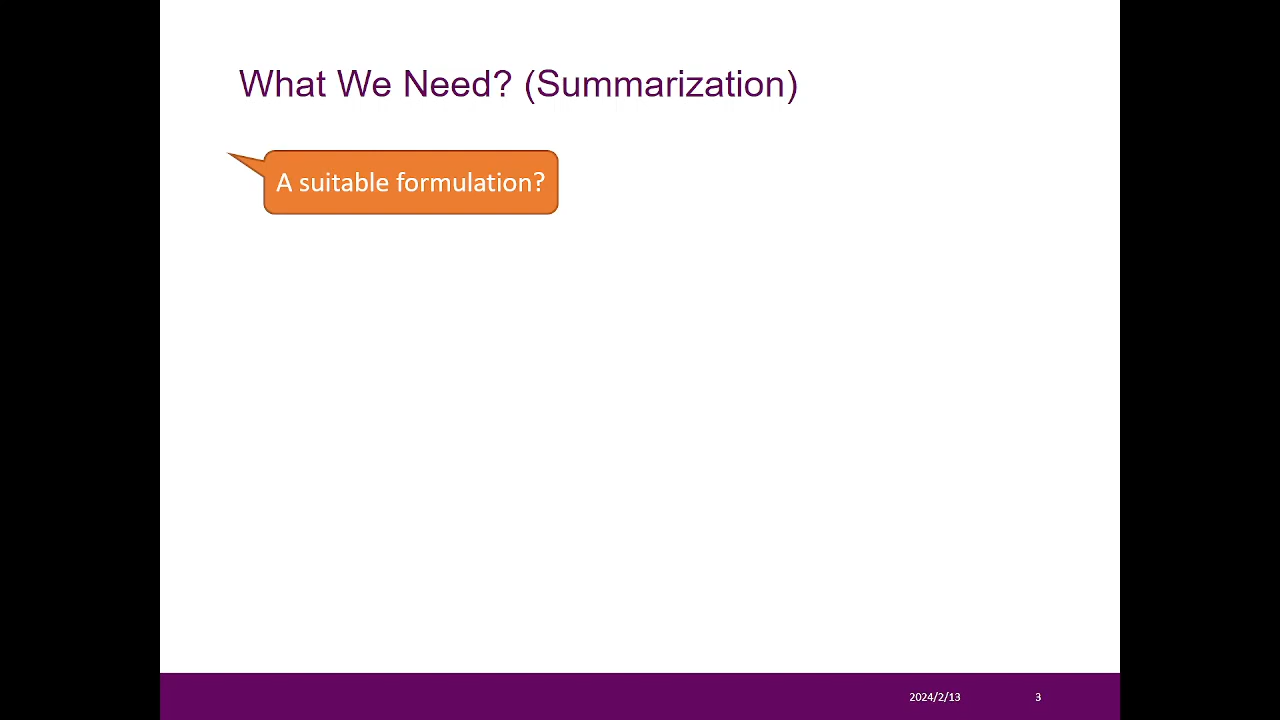 What We Need? (Summarization)
A suitable formulation?
2024/2/13
3